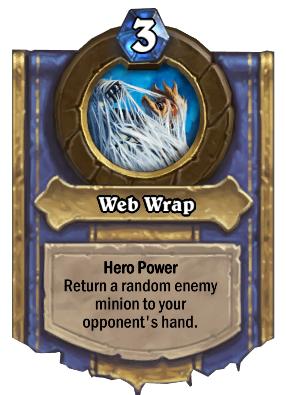 3
Web Wrap
Hero Power
Return a random enemy
minion to your
opponent's hand.